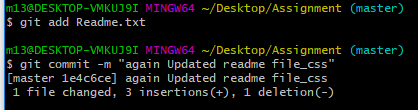 m13@DESKTOP-VMKUJ9I MINGW64 ~/Desktop/Assignment (master)
$ git add Readme.txt
m13@DESKTOP-VMKUJ9I MINGW64 ~/Desktop/Assignment (master)
$ git commit -m "again Updated readme file_css"
[master 1e4c6ce] again Updated readme file_css
1 file changed, 3 insertions(+), 1 deletion(-)